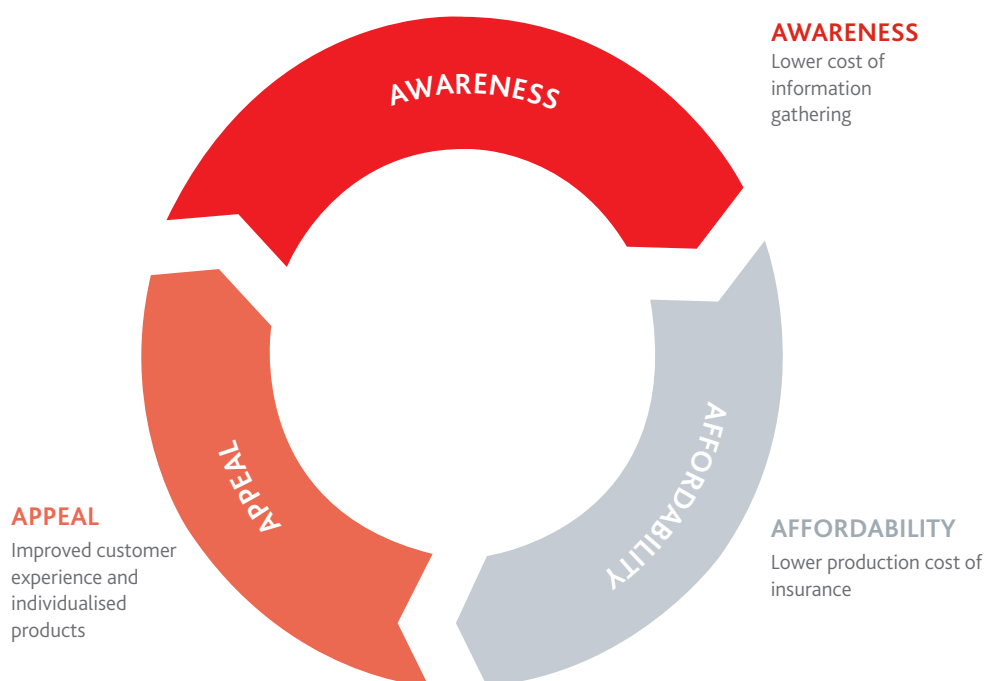 AWARENESS
AWARENESS
Lower cost of
information
gathering
AFFORDABILITY
APPEAL
APPEAL
Improved customer
experience and
individualised
products
AFFORDABILITY
Lower production cost of
insurance